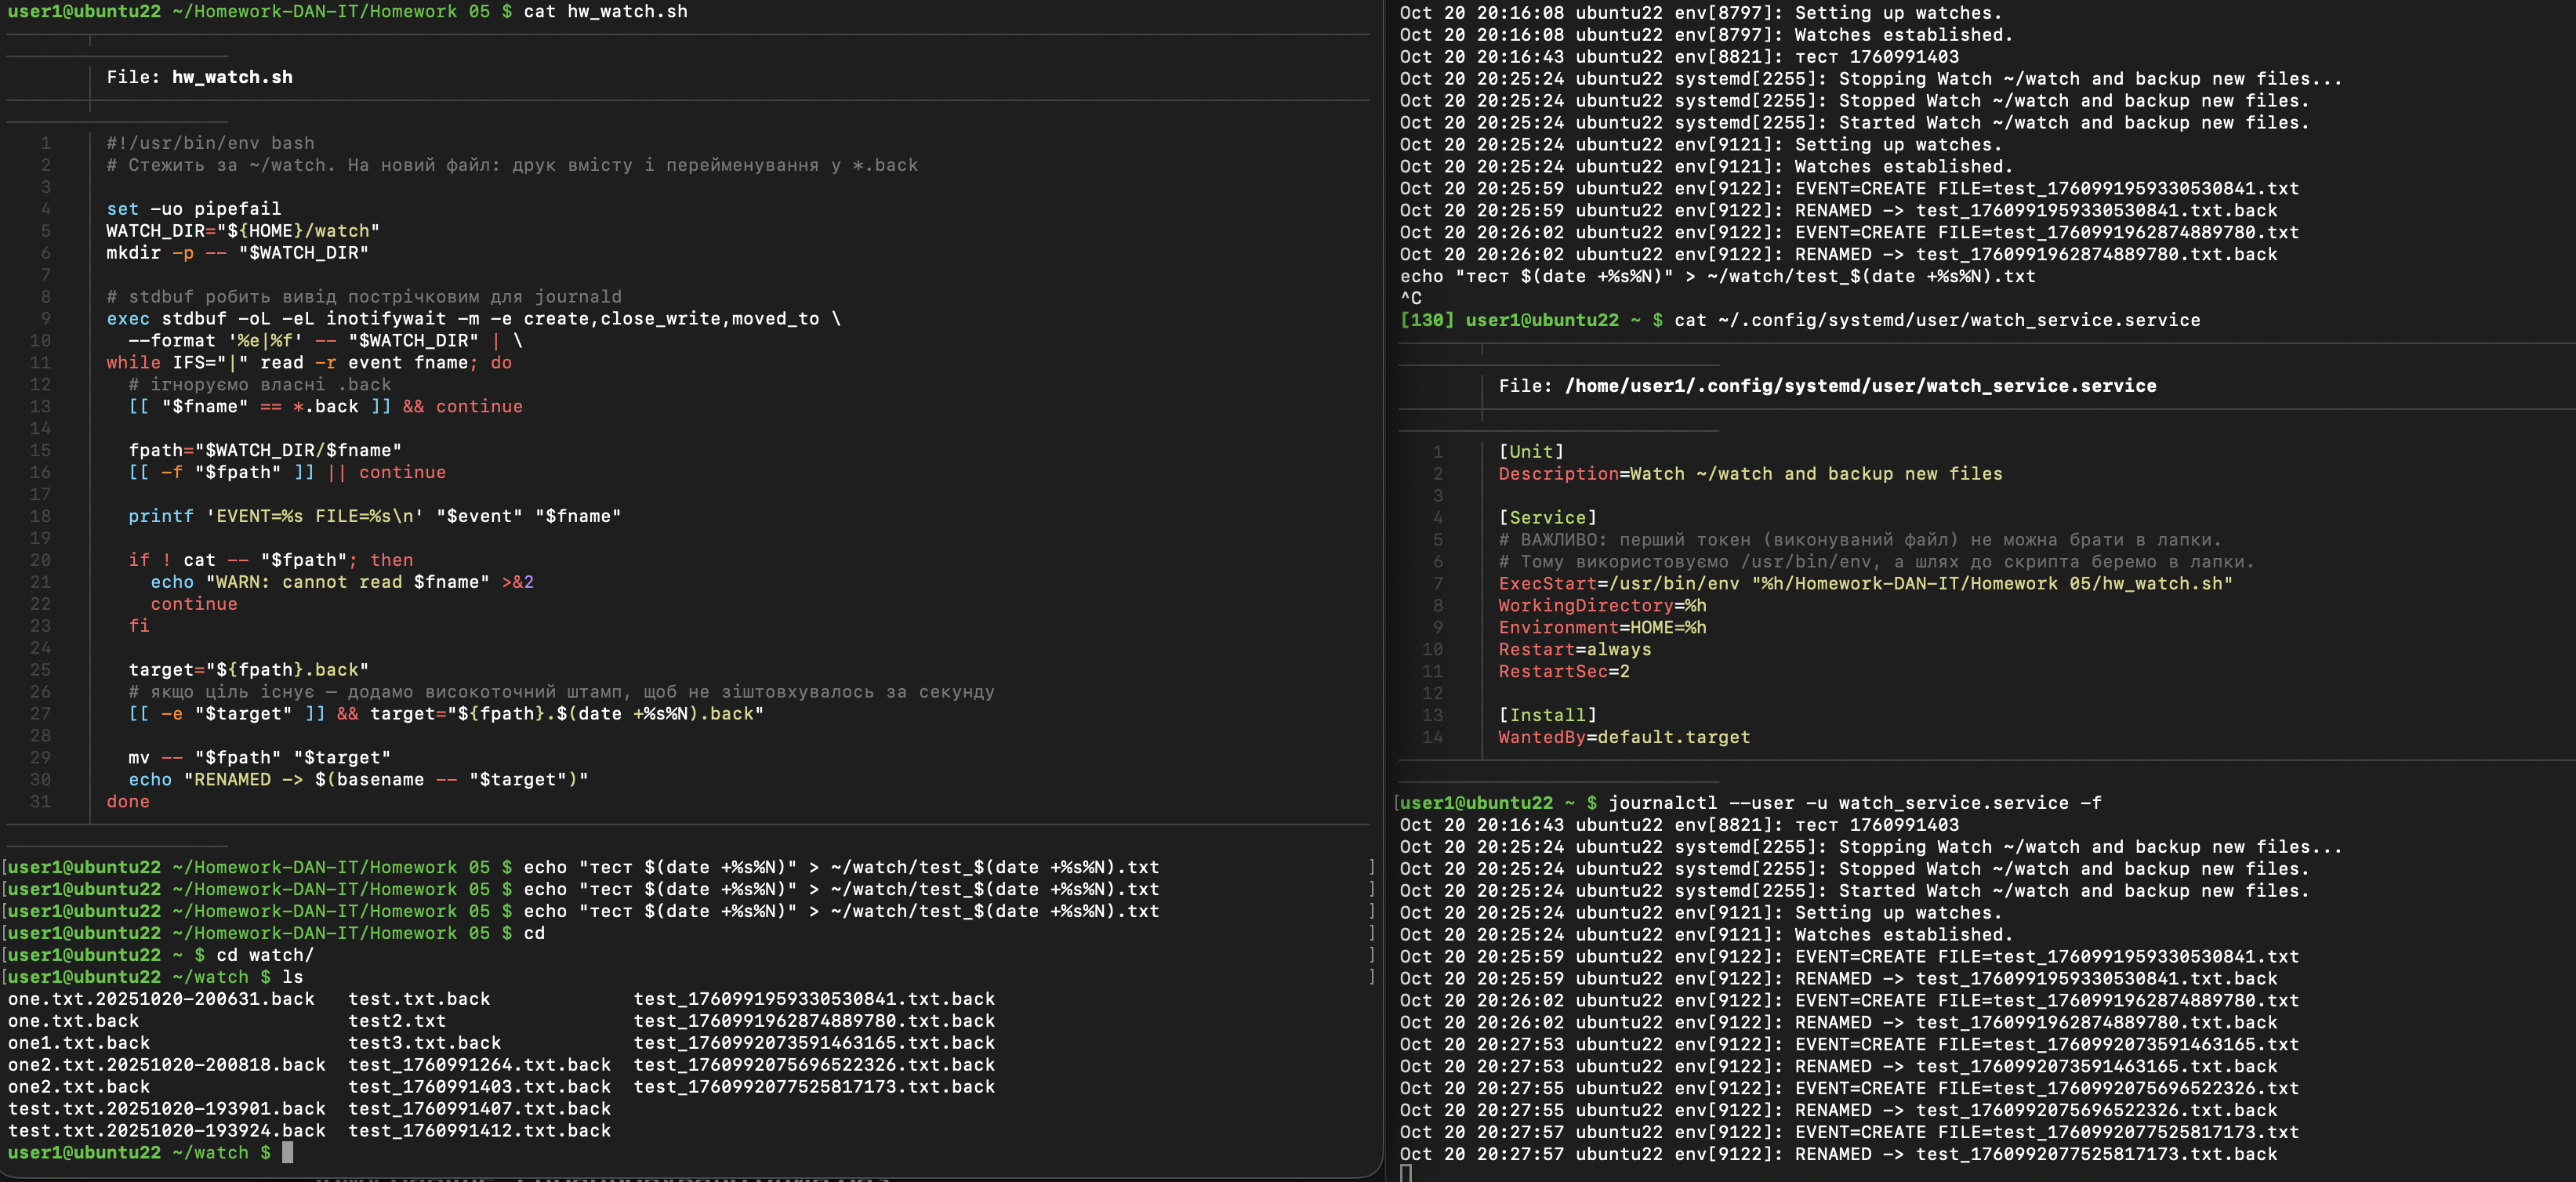 user1@ubuntu22 ~/Homework-DAN-IT/Homework 05 $ cat hw_watch.sh
File: hw_watch.sh
1 #!/usr/bin/env bash
2 # Стежить за ~/watch. На новий файл: друк вмісту і перейменування у *.back
3
4 set -uo pipefail
5 WATCH_DIR="${HOME}/watch"
6 mkdir -p -- "$WATCH_DIR"
7
8 # stdbuf робить вивід построчковим для journald
9 exec stdbuf -oL -eL inotifywait -m -e create,close_write,moved_to \
10 --format '%e|%f' -- "$WATCH_DIR" | \
11 while IFS="|" read -r event fname; do
12 # ігноруємо власні .back
13 [[ "$fname" == *.back ]] && continue
14
15 fpath="$WATCH_DIR/$fname"
16 [[ -f "$fpath" ]] || continue
17
18 printf 'EVENT=%s FILE=%s\n' "$event" "$fname"
19
20 if ! cat -- "$fpath"; then
21 echo "WARN: cannot read $fname" >&2
22 continue
23 fi
24
25 target="${fpath}.back"
26 # якщо ціль існує — додамо високоточний штамп, щоб не зіштовхувалось за секунду
27 [[ -e "$target" ]] && target="${fpath}.$(date +%s%N).back"
28
29 mv -- "$fpath" "$target"
30 echo "RENAMED -> $(basename -- "$target")"
31 done
[user1@ubuntu22 ~/Homework-DAN-IT/Homework 05 $ echo "тест $(date +%s%N)" > ~/watch/test_$(date +%s%N).txt ]
[user1@ubuntu22 ~/Homework-DAN-IT/Homework 05 $ echo "тест $(date +%s%N)" > ~/watch/test_$(date +%s%N).txt ]
[user1@ubuntu22 ~/Homework-DAN-IT/Homework 05 $ echo "тест $(date +%s%N)" > ~/watch/test_$(date +%s%N).txt ]
[user1@ubuntu22 ~/Homework-DAN-IT/Homework 05 $ cd ]
[user1@ubuntu22 ~ $ cd watch/ ]
[user1@ubuntu22 ~/watch $ ls ]
one.txt.20251020-200631.back test.txt.back test_1760991959330530841.txt.back
one.txt.back test2.txt test_1760991962874889780.txt.back
one1.txt.back test3.txt.back test_1760992073591463165.txt.back
one2.txt.20251020-200818.back test_1760991264.txt.back test_1760992075696522326.txt.back
one2.txt.back test_1760991403.txt.back test_1760992077525817173.txt.back
test.txt.20251020-193901.back test_1760991407.txt.back
test.txt.20251020-193924.back test_1760991412.txt.back
user1@ubuntu22 ~/watch $
Oct 20 20:16:08 ubuntu22 env[8797]: Setting up watches.
Oct 20 20:16:08 ubuntu22 env[8797]: Watches established.
Oct 20 20:16:43 ubuntu22 env[8821]: тест 1760991403
Oct 20 20:25:24 ubuntu22 systemd[2255]: Stopping Watch ~/watch and backup new files...
Oct 20 20:25:24 ubuntu22 systemd[2255]: Stopped Watch ~/watch and backup new files.
Oct 20 20:25:24 ubuntu22 systemd[2255]: Started Watch ~/watch and backup new files.
Oct 20 20:25:24 ubuntu22 env[9121]: Setting up watches.
Oct 20 20:25:24 ubuntu22 env[9121]: Watches established.
Oct 20 20:25:59 ubuntu22 env[9122]: EVENT=CREATE FILE=test_1760991959330530841.txt
Oct 20 20:25:59 ubuntu22 env[9122]: RENAMED -> test_1760991959330530841.txt.back
Oct 20 20:26:02 ubuntu22 env[9122]: EVENT=CREATE FILE=test_1760991962874889780.txt
Oct 20 20:26:02 ubuntu22 env[9122]: RENAMED -> test_1760991962874889780.txt.back
echo "тест $(date +%s%N)" > ~/watch/test_$(date +%s%N).txt
^C
[130] user1@ubuntu22 ~ $ cat ~/.config/systemd/user/watch_service.service
File: /home/user1/.config/systemd/user/watch_service.service
1 [Unit]
2 Description=Watch ~/watch and backup new files
3
4 [Service]
5 # ВАЖЛИВО: перший токен (виконуваний файл) не можна брати в лапки.
6 # Тому використовуємо /usr/bin/env, а шлях до скрипта беремо в лапки.
7 ExecStart=/usr/bin/env "%h/Homework-DAN-IT/Homework 05/hw_watch.sh"
8 WorkingDirectory=%h
9 Environment=HOME=%h
10 Restart=always
11 RestartSec=2
12
13 [Install]
14 WantedBy=default.target
[user1@ubuntu22 ~ $ journalctl --user -u watch_service.service -f
Oct 20 20:16:43 ubuntu22 env[8821]: тест 1760991403
Oct 20 20:25:24 ubuntu22 systemd[2255]: Stopping Watch ~/watch and backup new files...
Oct 20 20:25:24 ubuntu22 systemd[2255]: Stopped Watch ~/watch and backup new files.
Oct 20 20:25:24 ubuntu22 systemd[2255]: Started Watch ~/watch and backup new files.
Oct 20 20:25:24 ubuntu22 env[9121]: Setting up watches.
Oct 20 20:25:24 ubuntu22 env[9121]: Watches established.
Oct 20 20:25:59 ubuntu22 env[9122]: EVENT=CREATE FILE=test_1760991959330530841.txt
Oct 20 20:25:59 ubuntu22 env[9122]: RENAMED -> test_1760991959330530841.txt.back
Oct 20 20:26:02 ubuntu22 env[9122]: EVENT=CREATE FILE=test_1760991962874889780.txt
Oct 20 20:26:02 ubuntu22 env[9122]: RENAMED -> test_1760991962874889780.txt.back
Oct 20 20:27:53 ubuntu22 env[9122]: EVENT=CREATE FILE=test_1760992073591463165.txt
Oct 20 20:27:53 ubuntu22 env[9122]: RENAMED -> test_1760992073591463165.txt.back
Oct 20 20:27:55 ubuntu22 env[9122]: EVENT=CREATE FILE=test_1760992075696522326.txt
Oct 20 20:27:55 ubuntu22 env[9122]: RENAMED -> test_1760992075696522326.txt.back
Oct 20 20:27:57 ubuntu22 env[9122]: EVENT=CREATE FILE=test_1760992077525817173.txt
Oct 20 20:27:57 ubuntu22 env[9122]: RENAMED -> test_1760992077525817173.txt.back